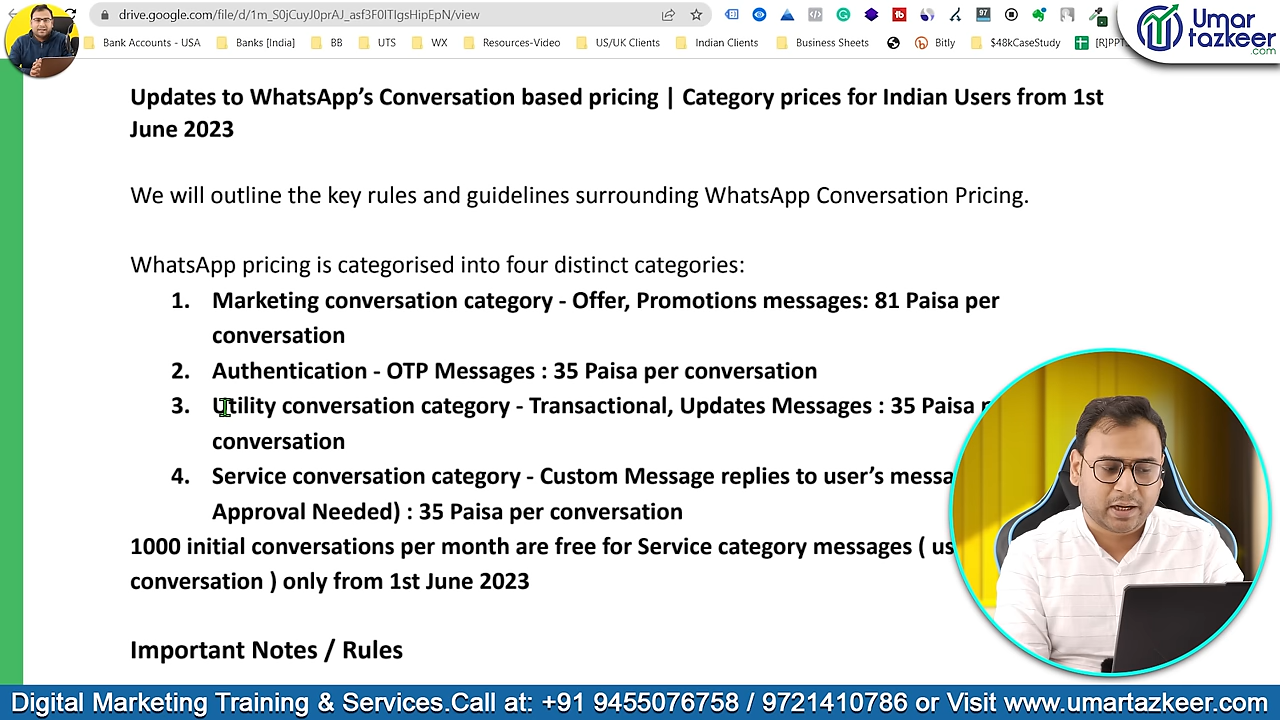 drive.google.com/file/d/1m_S0CuyJ0prAJ_asf3F0ITIgsHipEpN/view
Umar
tazkeer
.com
Bank Accounts - USA
Banks [India]
BB
UTS
WX
Resources-Video
US/UK Clients
Indian Clients
Business Sheets
Bitly
$48kCaseStudy
Updates to WhatsApp's Conversation based pricing | Category prices for Indian Users from 1st
June 2023
We will outline the key rules and guidelines surrounding WhatsApp Conversation Pricing.
WhatsApp pricing is categorised into four distinct categories:
1. Marketing conversation category - Offer, Promotions messages: 81 Paisa per
conversation
2. Authentication - OTP Messages : 35 Paisa per conversation
3. Utility conversation category - Transactional, Updates Messages : 35 Paisa
conversation
4. Service conversation category - Custom Message replies to user's
Approval Needed) : 35 Paisa per conversation
1000 initial conversations per month are free for Service category messages (
conversation ) only from 1st June 2023
Important Notes / Rules
Digital Marketing Training & Services.Call at: +91 9455076758 / 9721410786 or Visit www.umartazkeer.com